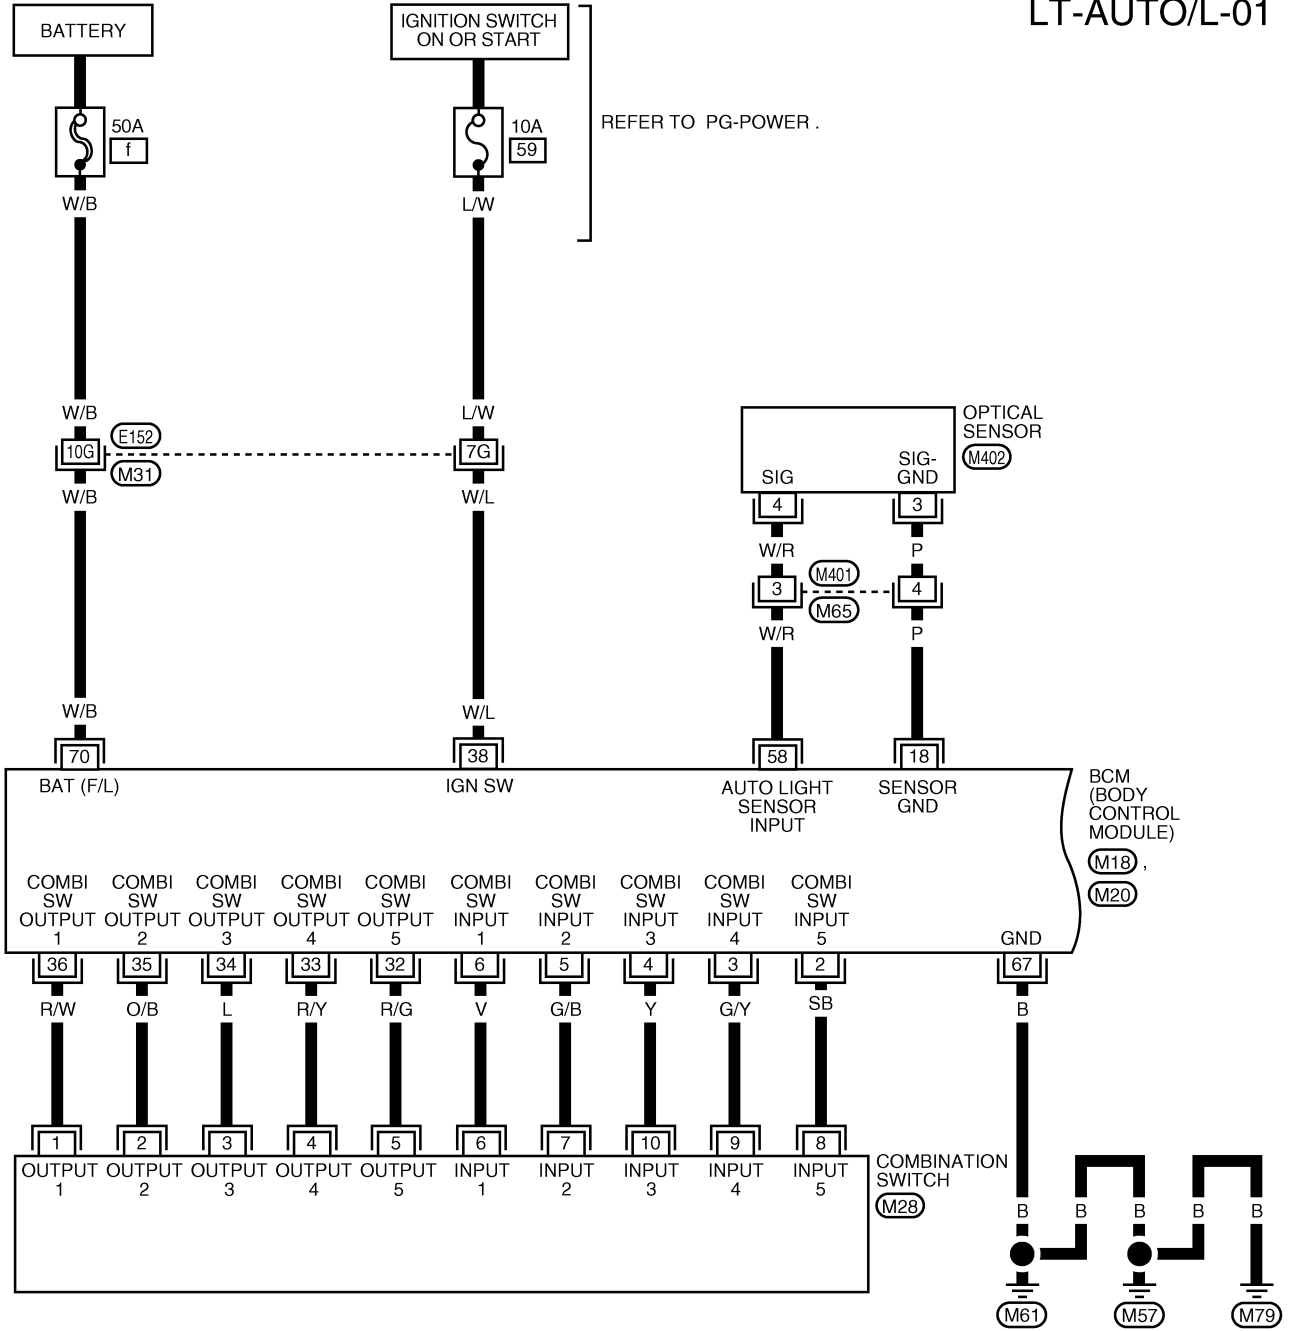 LT-AUTO/L-01
BATTERY
IGNITION SWITCH
ON OR START
50A
f
10A
59
REFER TO PG-POWER .
W/B
L/W
W/B
L/W
10G
E152
M31
7G
W/B
W/L
OPTICAL
SENSOR
M402
SIG
SIG-
GND
4
3
W/R
P
3
M401
M65
4
W/R
P
W/B
W/L
70
38
58
18
BAT (F/L)
IGN SW
AUTO LIGHT
SENSOR
INPUT
SENSOR
GND
BCM
(BODY
CONTROL
MODULE)
M18 ,
M20
COMBI
SW
OUTPUT
1
COMBI
SW
OUTPUT
2
COMBI
SW
OUTPUT
3
COMBI
SW
OUTPUT
4
COMBI
SW
OUTPUT
5
COMBI
SW
INPUT
1
COMBI
SW
INPUT
2
COMBI
SW
INPUT
3
COMBI
SW
INPUT
4
COMBI
SW
INPUT
5
GND
36
35
34
33
32
6
5
4
3
2
67
R/W
O/B
L
R/Y
R/G
V
G/B
Y
G/Y
SB
B
1
2
3
4
5
6
7
10
9
8
OUTPUT
1
OUTPUT
2
OUTPUT
3
OUTPUT
4
OUTPUT
5
INPUT
1
INPUT
2
INPUT
3
INPUT
4
INPUT
5
COMBINATION
SWITCH
M28
B
B
B
B
B
M61
M57
M79